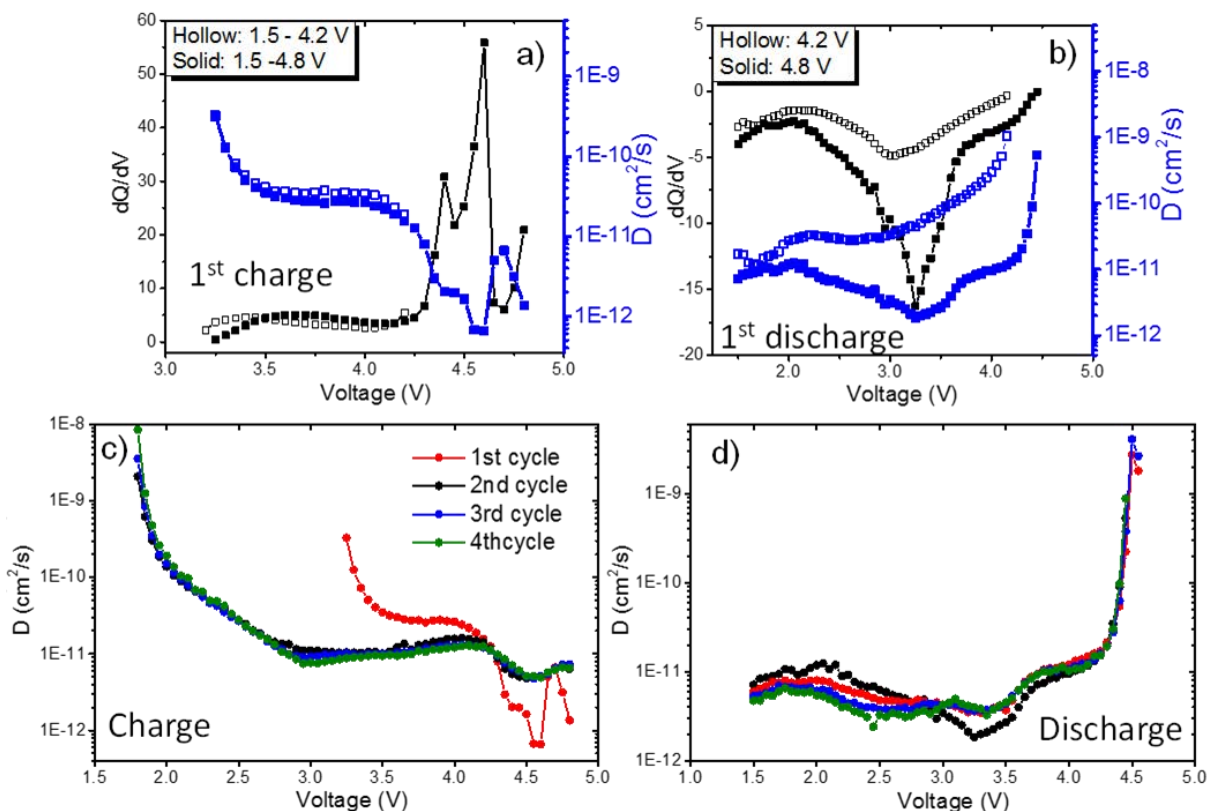 Hollow: 1.5 - 4.2 V
Solid: 1.5 -4.8 V
a)
1st charge
dQ/dV
60
50
40
30
20
10
0
3.0 3.5 4.0 4.5 5.0
Voltage (V)
1E-9
1E-10
1E-11
1E-12
D (cm²/s)
Hollow: 4.2 V
Solid: 4.8 V
b)
1st discharge
dQ/dV
5
0
-5
-10
-15
-20
2.0 3.0 4.0 5.0
Voltage (V)
1E-8
1E-9
1E-10
1E-11
1E-12
D (cm²/s)
c)
1st cycle
2nd cycle
3rd cycle
4thcycle
Charge
D (cm²/s)
1E-8
1E-9
1E-10
1E-11
1E-12
1.5 2.0 2.5 3.0 3.5 4.0 4.5 5.0
Voltage (V)
d)
Discharge
D (cm²/s)
1E-9
1E-10
1E-11
1E-12
1.0 1.5 2.0 2.5 3.0 3.5 4.0 4.5 5.0
Voltage (V)